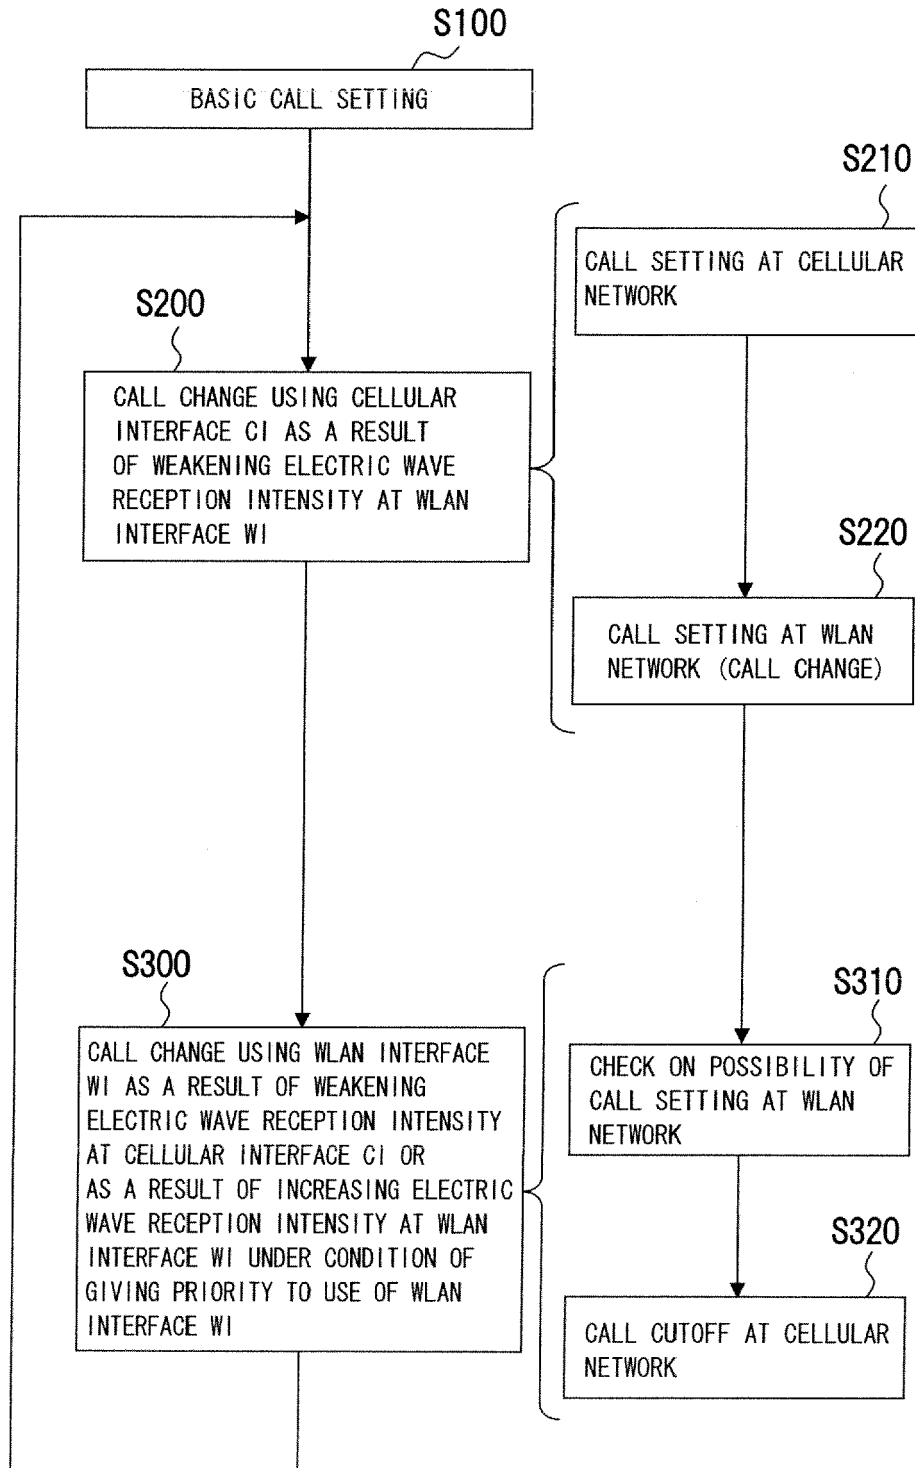 S100
BASIC CALL SETTING
S210
CALL SETTING AT CELLULAR
NETWORK
S200
CALL CHANGE USING CELLULAR
INTERFACE CI AS A RESULT
OF WEAKENING ELECTRIC WAVE
RECEPTION INTENSITY AT WLAN
INTERFACE WI
S220
CALL SETTING AT WLAN
NETWORK (CALL CHANGE)
S300
CALL CHANGE USING WLAN INTERFACE
WI AS A RESULT OF WEAKENING
ELECTRIC WAVE RECEPTION INTENSITY
AT CELLULAR INTERFACE CI OR
AS A RESULT OF INCREASING ELECTRIC
WAVE RECEPTION INTENSITY AT WLAN
INTERFACE WI UNDER CONDITION OF
GIVING PRIORITY TO USE OF WLAN
INTERFACE WI
S310
CHECK ON POSSIBILITY OF
CALL SETTING AT WLAN
NETWORK
S320
CALL CUTOFF AT CELLULAR
NETWORK